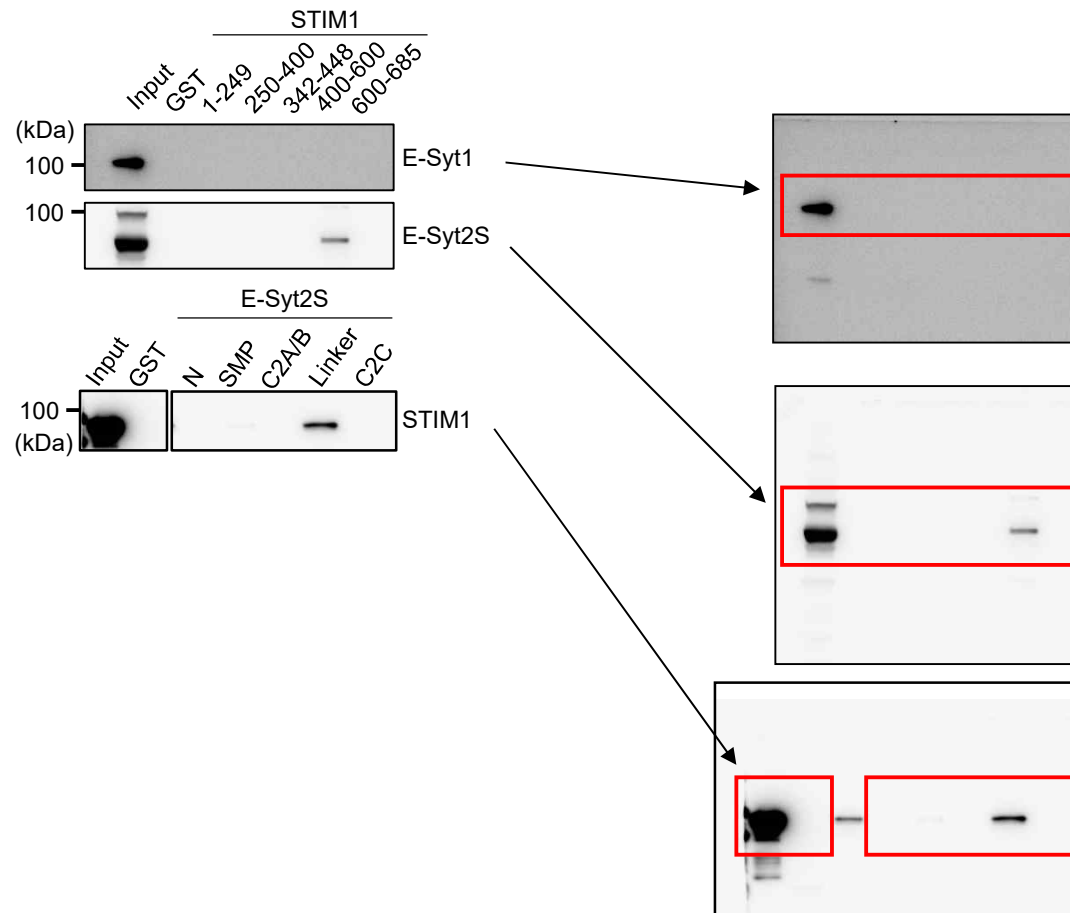 STIM1
Input
GST
1-249
250-400
342-448
400-600
600-685
(kDa)
100
E-Syt1
100
E-Syt2S
E-Syt2S
Input
GST
N
SMP
C2A/B
Linker
C2C
100
(kDa)
STIM1